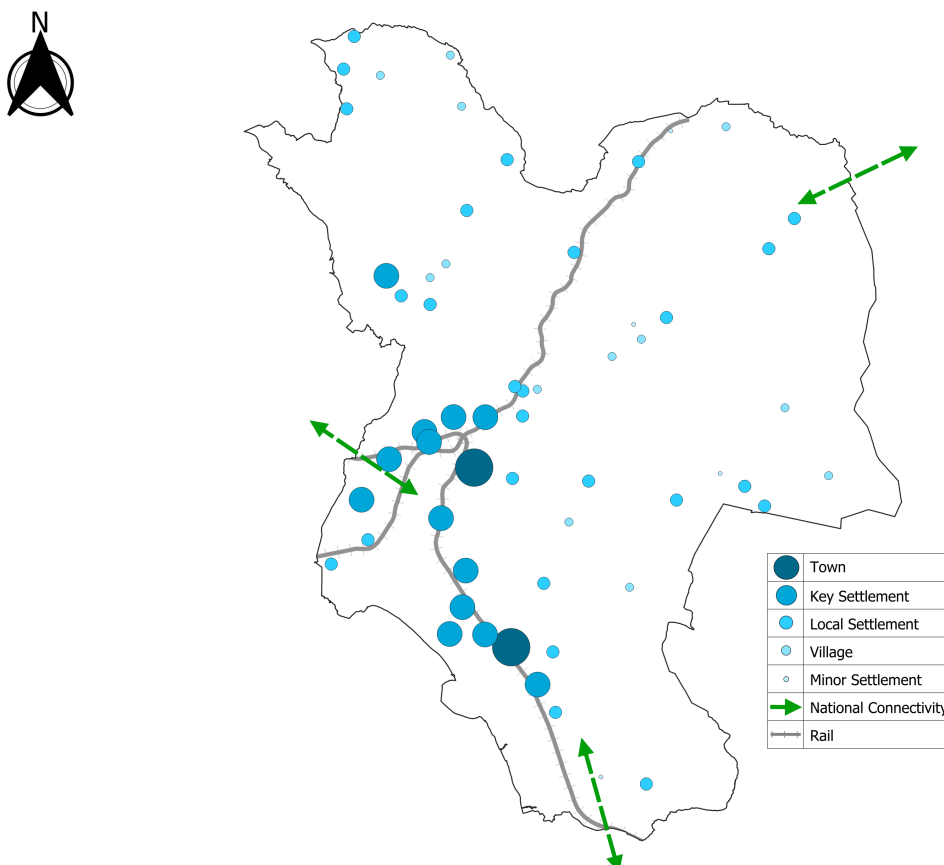 N
Town
Key Settlement
Local Settlement
Village
Minor Settlement
National Connectivity
Rail